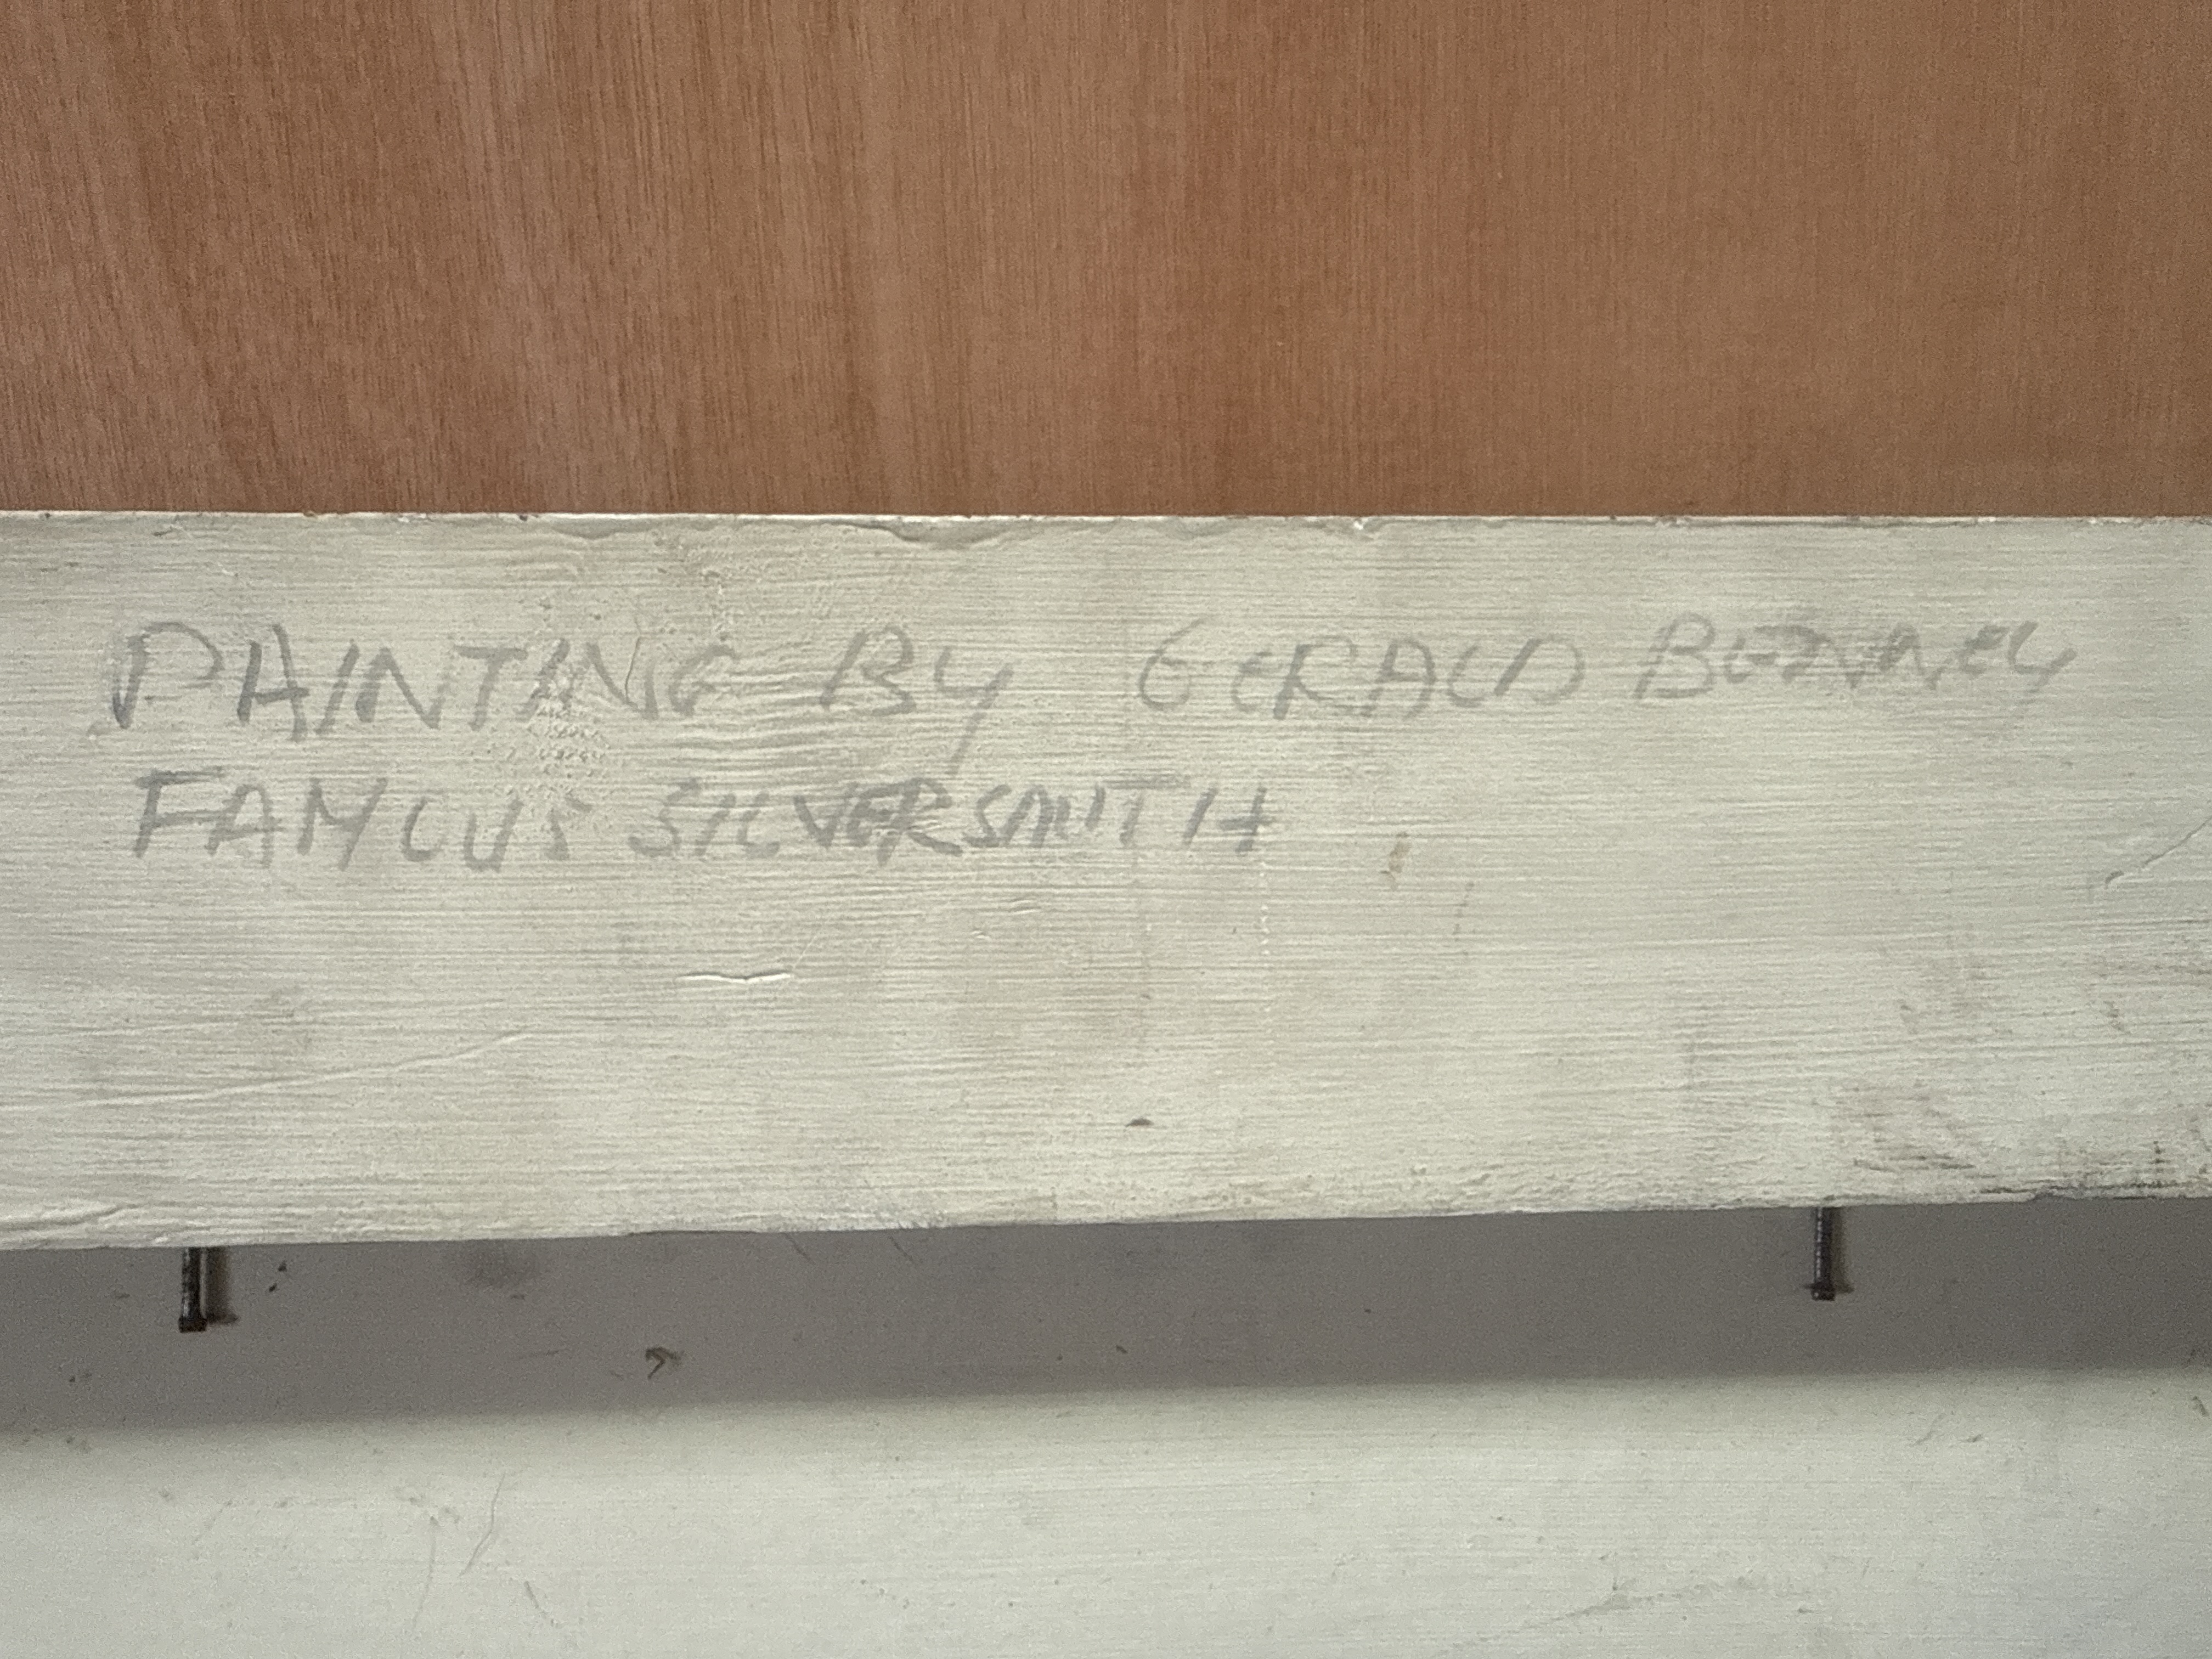 PAINTING BY GERALD BENNEY
FAMOUS SILVERSMITH